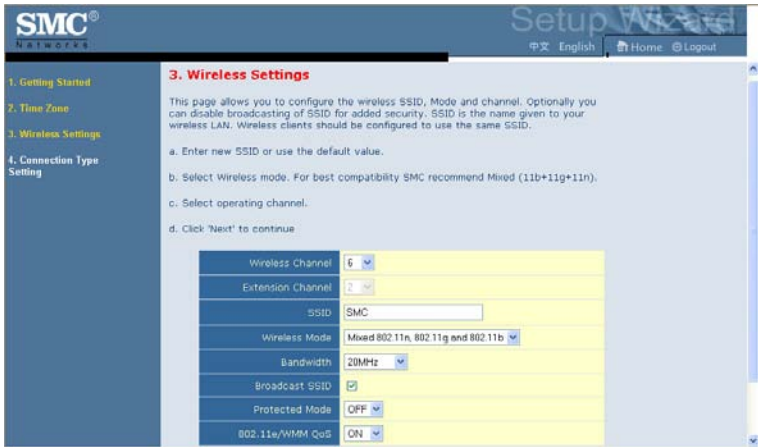 SMC®
Networks
Setup Wizard
中文 English Home Logout
1. Getting Started
2. Time Zone
3. Wireless Settings
4. Connection Type
Setting
3. Wireless Settings
This page allows you to configure the wireless SSID, Mode and channel. Optionally you
can disable broadcasting of SSID for added security. SSID is the name given to your
wireless LAN. Wireless clients should be configured to use the same SSID.
a. Enter new SSID or use the default value.
b. Select Wireless mode. For best compatibility SMC recommend Mixed (11b+11g+11n).
c. Select operating channel.
d. Click 'Next' to continue
Wireless Channel 6
Extension Channel 2
SSID SMC
Wireless Mode Mixed 802.11n, 802.11g and 802.11b
Bandwidth 20MHz
Broadcast SSID
Protected Mode OFF
802.11e/WMM QoS ON